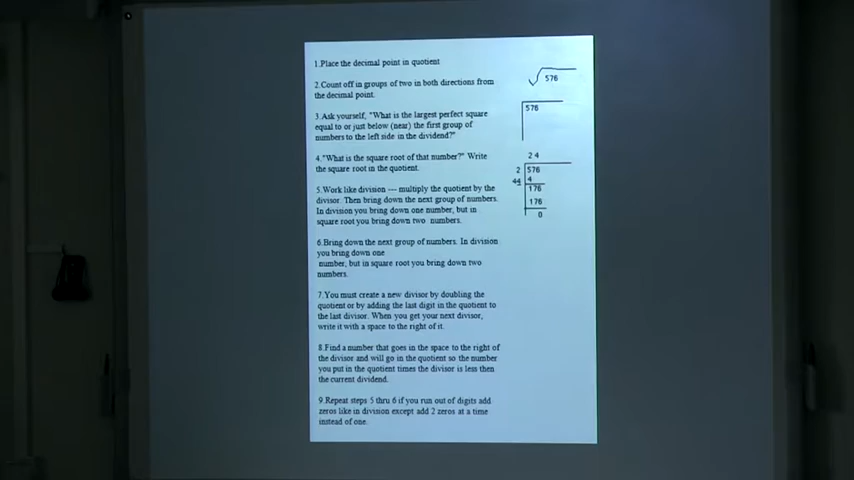 1.Place the decimal point in quotient
2.Count off in groups of two in both directions from
the decimal point.
3.Ask yourself, "What is the largest perfect square
equal to or just below (near) the first group of
numbers to the left side in the dividend?"
4."What is the square root of that number?" Write
the square root in the quotient.
5.Work like division --- multiply the quotient by the
divisor. Then bring down the next group of numbers.
In division you bring down one number, but in
square root you bring down two numbers.
6.Bring down the next group of numbers. In division
you bring down one
number, but in square root you bring down two
numbers.
7.You must create a new divisor by doubling the
quotient or by adding the last digit in the quotient to
the last divisor. When you get your next divisor,
write it with a space to the right of it.
8.Find a number that goes in the space to the right of
the divisor and will go in the quotient so the number
you put in the quotient times the divisor is less then
the current dividend.
9.Repeat steps 5 thru 6 if you run out of digits add
zeros like in division except add 2 zeros at a time
instead of one.
√576
576
2 4
2 576
44 4
176
176
0